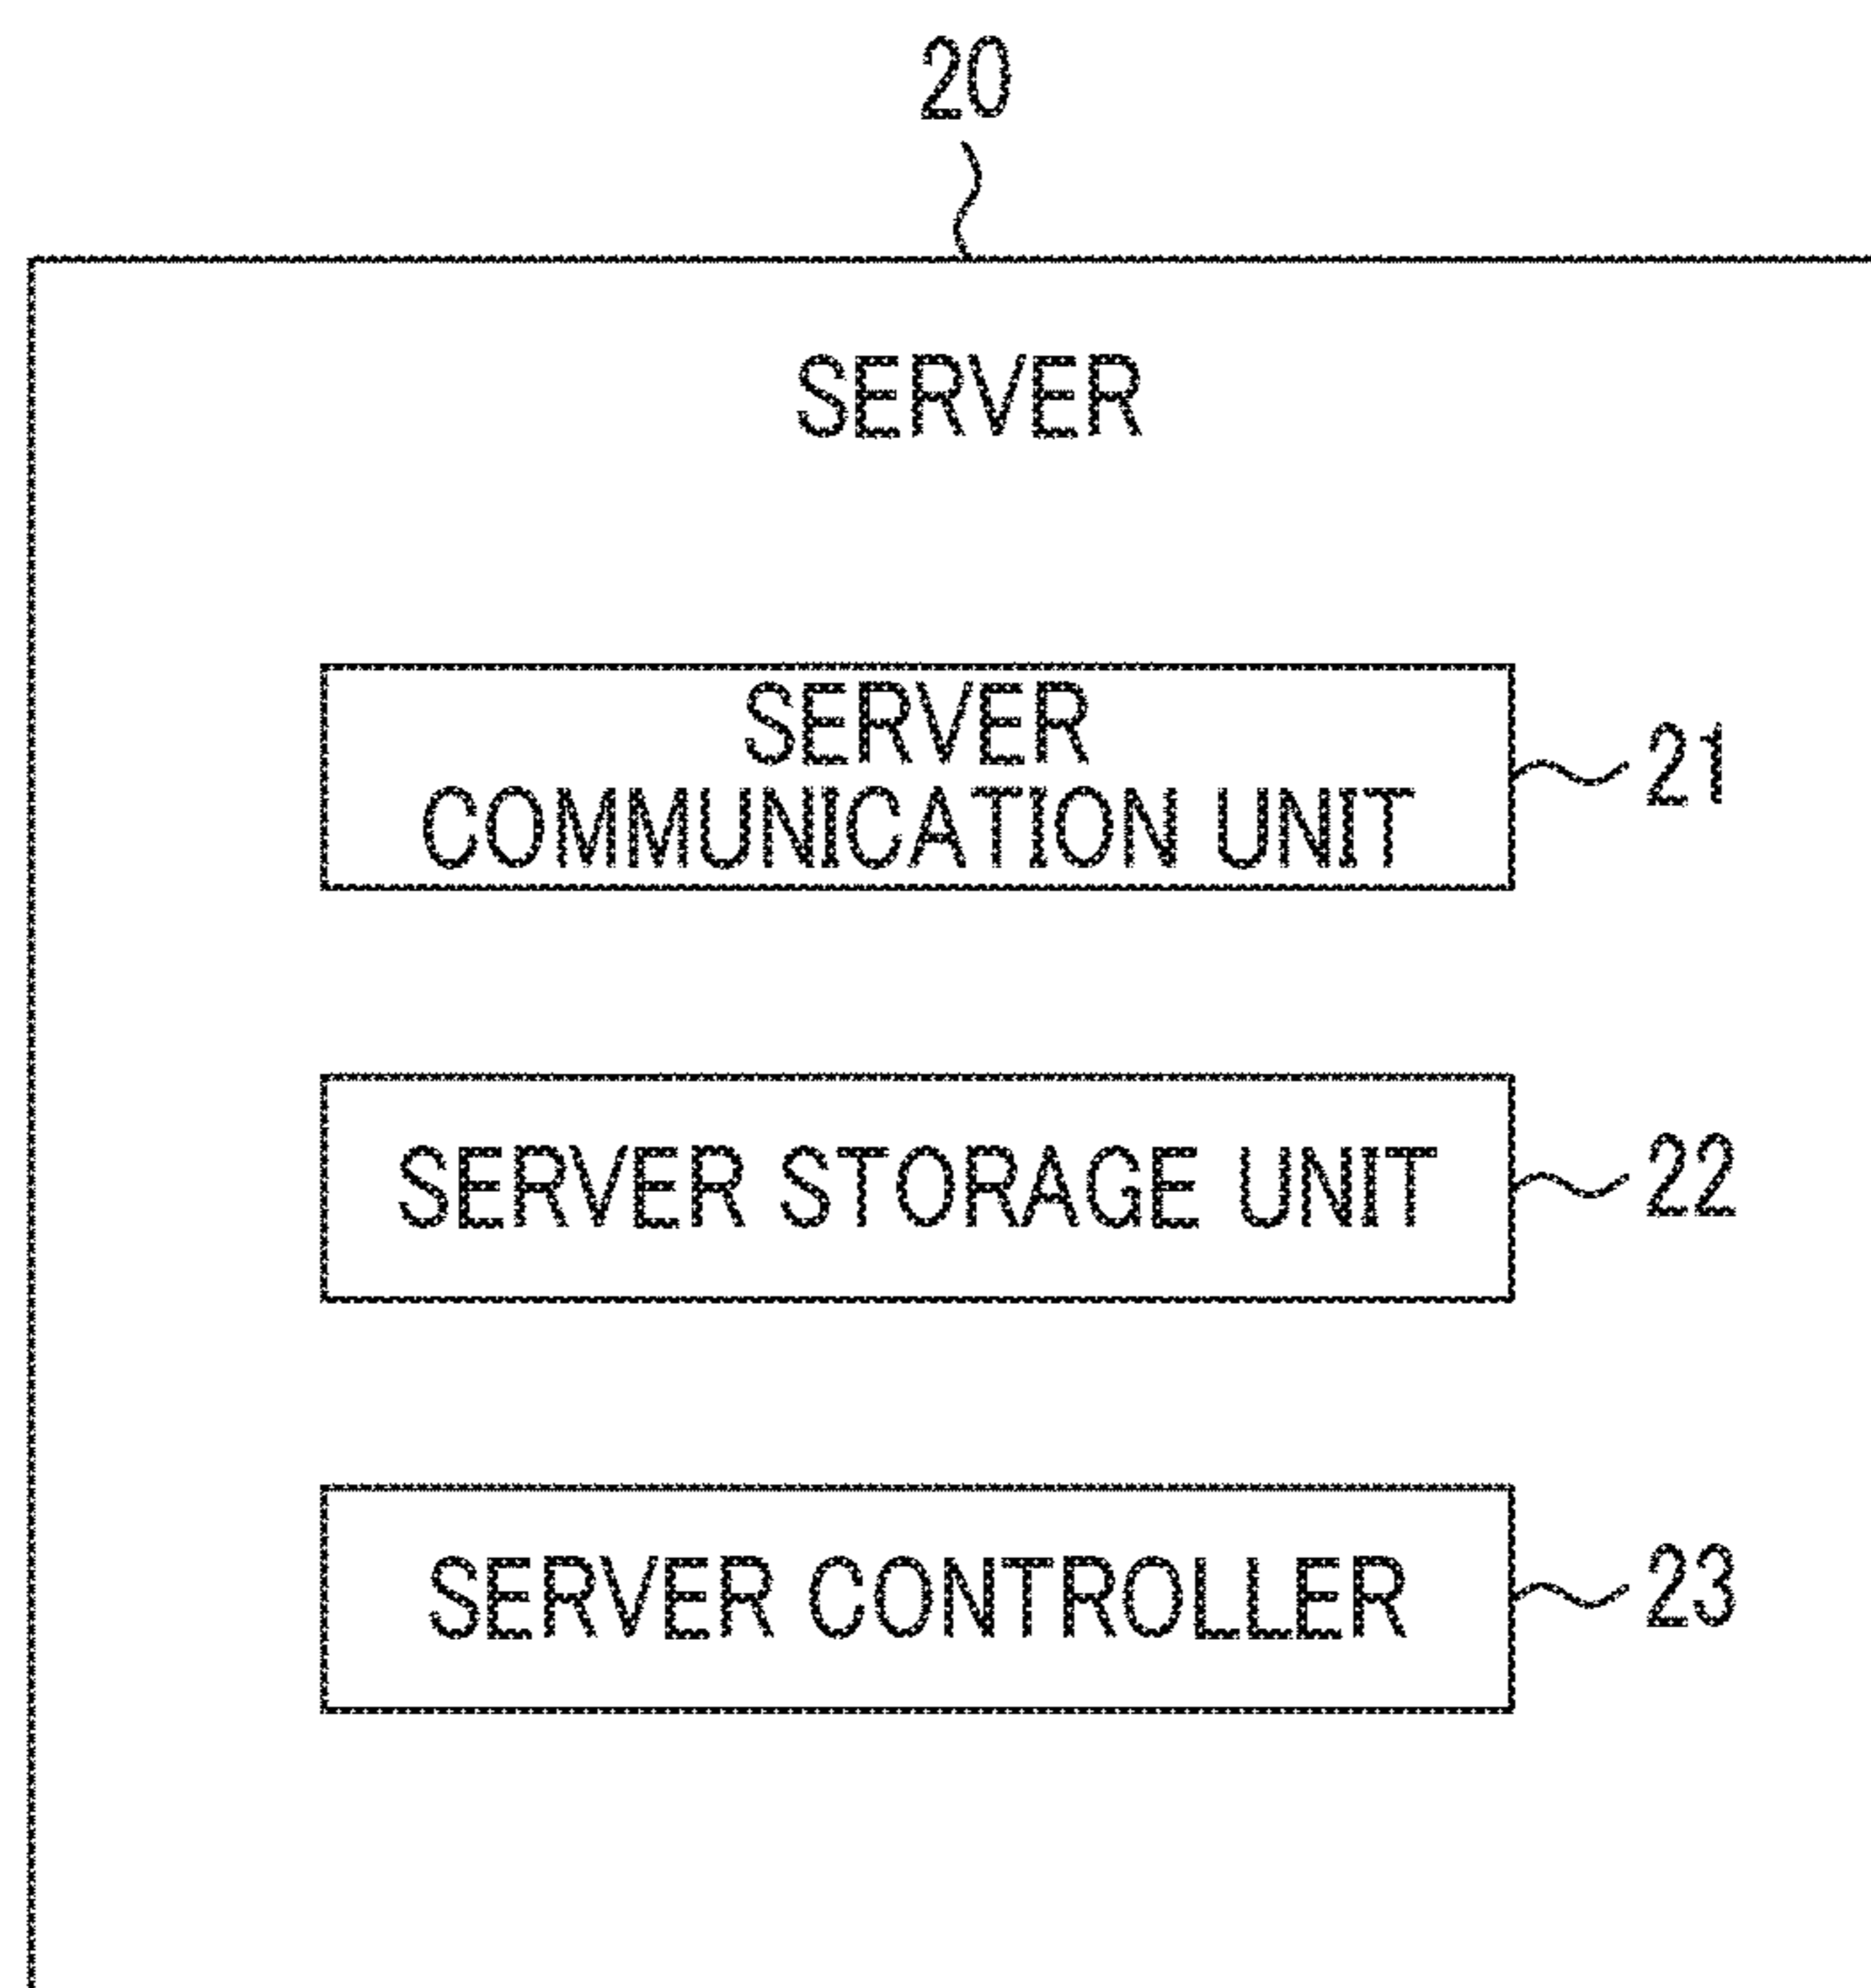 20
SERVER
SERVER
COMMUNICATION UNIT
21
SERVER STORAGE UNIT
22
SERVER CONTROLLER
23